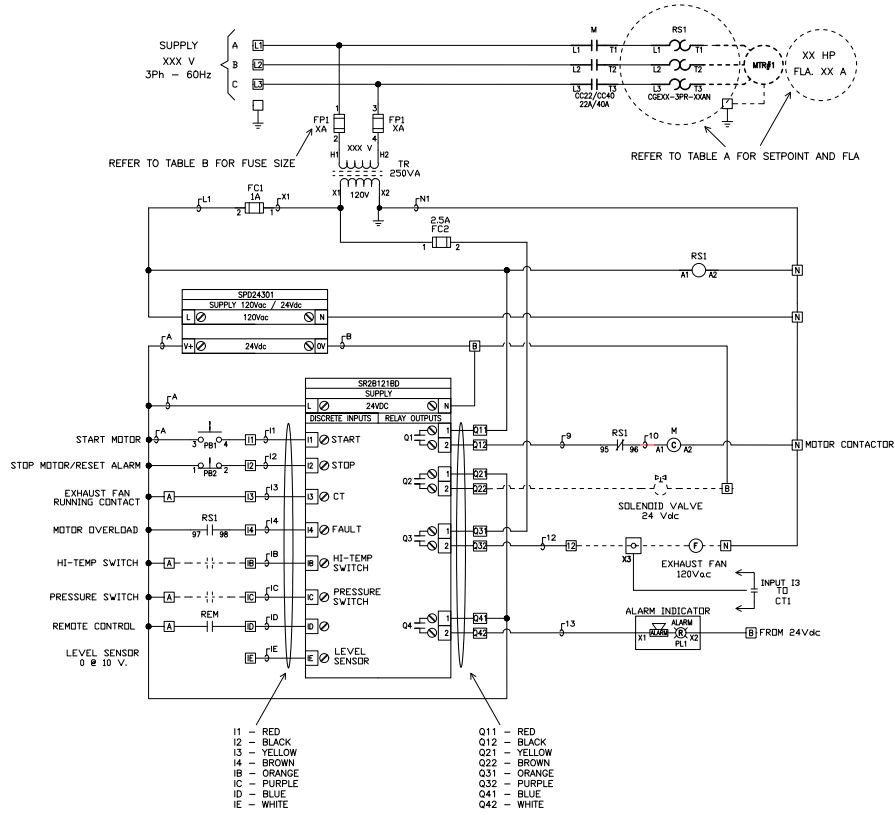 SUPPLY
XXX V
3Ph - 60Hz
A L1
B L2
C L3
M
RS1
L1 T1 L1 T1
L2 T2 L2 T2
L3 T3 L3 T3
CC22/CC40
22A/40A
CGEXX-3PR-XXAN
MTR#1
XX HP
FLA. XX A
REFER TO TABLE A FOR SETPOINT AND FLA
1 3
FP1 FP1
XA XA
2 4
REFER TO TABLE B FOR FUSE SIZE
XXX V
H1 H2
TR
250VA
X1 120V X2
L1
FC1
1A
2 1
X1
N1
2.5A
FC2
1 2
RS1
A1 A2
N
SPD24301
SUPPLY 120Vac / 24Vdc
L 120Vac N
N
A
V+ 24Vdc 0V
B
B
SR2B121BD
SUPPLY
A
L 24VDC N
DISCRETE INPUTS RELAY OUTPUTS
START MOTOR
A
3 PB1 4
I1
I1
I1 START
Q1
1 Q11
2 Q12
9
RS1
95 96
10
M
A1 C A2
N MOTOR CONTACTOR
STOP MOTOR/RESET ALARM
1 PB2 2
I2
I2
I2 STOP
Q2
1 Q21
2 Q22
SOLENOID VALVE
24 Vdc
B
EXHAUST FAN
RUNNING CONTACT
A
I3
I3
I3 CT
MOTOR OVERLOAD
RS1
97 98
I4
I4
I4 FAULT
Q3
1 Q31
2 Q32
12
12
X3
F
N
EXHAUST FAN
120Vac
INPUT I3
TO
CT1
HI-TEMP SWITCH
A
IB
IB
IB HI-TEMP
SWITCH
PRESSURE SWITCH
A
IC
IC
IC PRESSURE
SWITCH
REMOTE CONTROL
A
REM
ID
ID
ID
Q4
1 Q41
2 Q42
13
ALARM INDICATOR
ALARM
X1 ALARM R X2
PL1
B FROM 24Vdc
LEVEL SENSOR
0 @ 10 V.
IE
IE
IE LEVEL
SENSOR
I1 - RED
I2 - BLACK
I3 - YELLOW
I4 - BROWN
IB - ORANGE
IC - PURPLE
ID - BLUE
IE - WHITE
Q11 - RED
Q12 - BLACK
Q21 - YELLOW
Q22 - BROWN
Q31 - ORANGE
Q32 - PURPLE
Q41 - BLUE
Q42 - WHITE